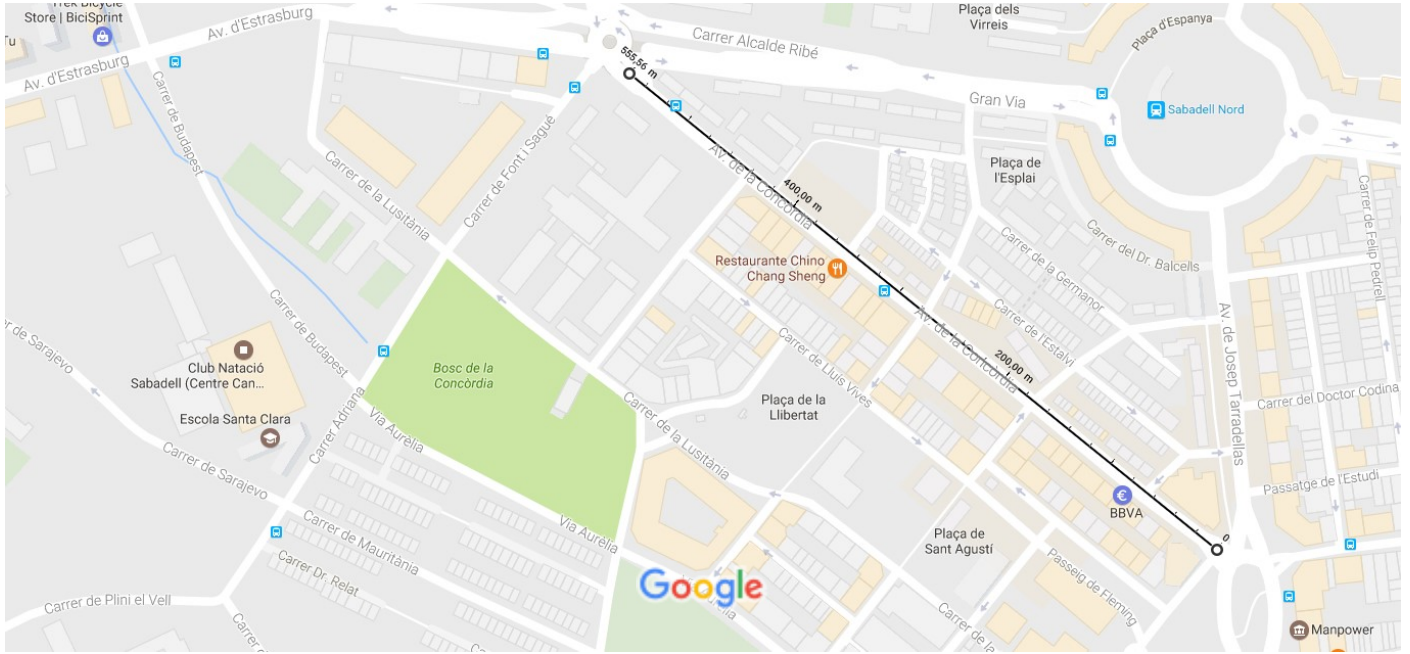 Trek Bicycle
Store | BiciSprint
Av. d'Estrasburg
Av. d'Estrasburg
Carrer de Budapest
Carrer de Budapest
Carrer de la Lusitània
Carrer de Font i Sagué
555,56 m
Carrer Alcalde Ribé
Plaça dels
Virreis
Plaça d'Espanya
Gran Via
Sabadell Nord
Av. de la Concòrdia
400,00 m
Plaça de
l'Esplai
Carrer de Felip Pedrell
Carrer del Dr. Balcells
Carrer de la Germanor
Restaurante Chino
Chang Sheng
Av. de la Concòrdia
200,00 m
Carrer de l'Estalvi
Av. de Josep Tarradellas
Carrer de Lluís Vives
Bosc de la
Concòrdia
Club Natació
Sabadell (Centre Can...
Escola Santa Clara
Carrer Adriana
Via Aurèlia
Carrer de la Lusitània
Plaça de la
Llibertat
Carrer del Doctor Codina
Passatge de l'Estudi
BBVA
0
er de Sarajevo
Carrer de Sarajevo
Carrer de Mauritània
Carrer Dr. Relat
Carrer de Plini el Vell
Via Aurèlia
Plaça de
Sant Agustí
Passeig de Fleming
Google
Carrer de la
Manpower